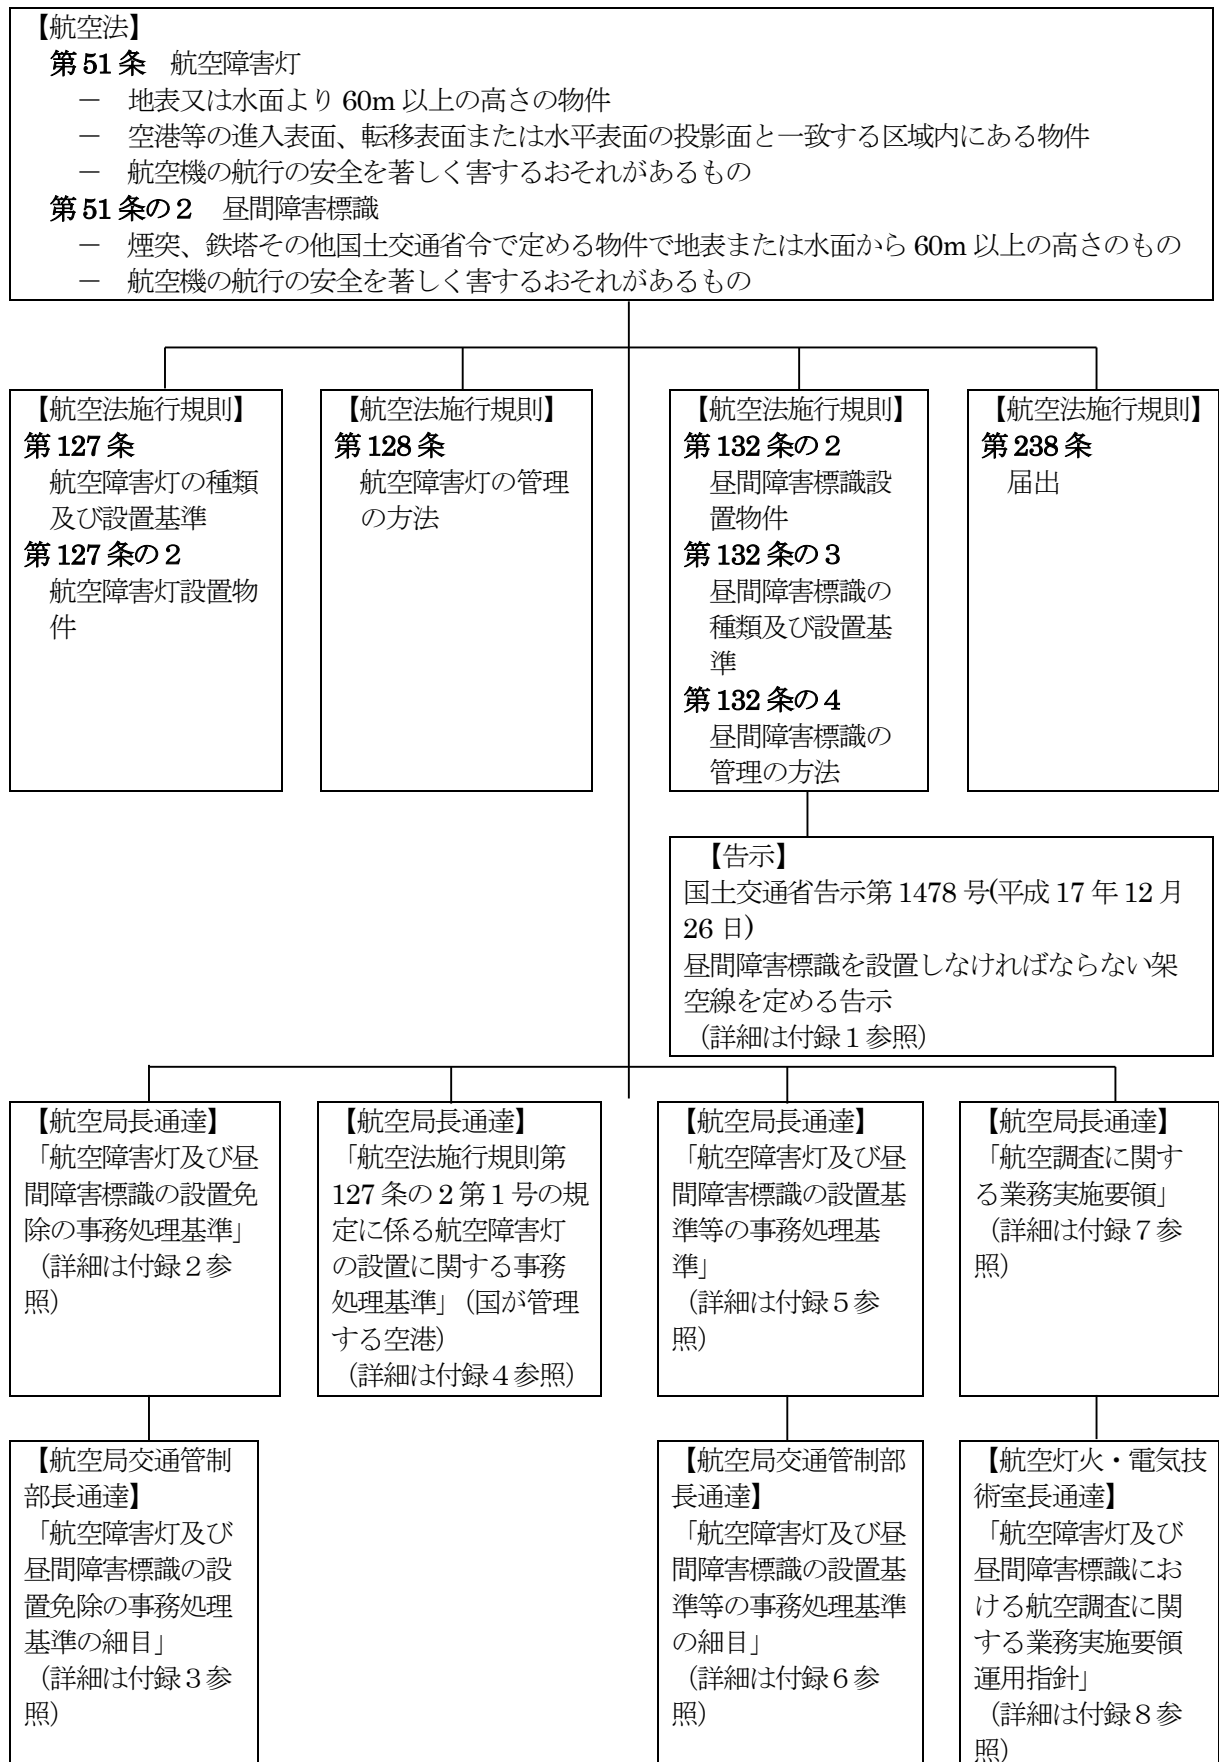 【航空法】
第51条　航空障害灯
－　地表又は水面より60m以上の高さの物件
－　空港等の進入表面、転移表面または水平表面の投影面と一致する区域内にある物件
－　航空機の航行の安全を著しく害するおそれがあるもの
第51条の２　昼間障害標識
－　煙突、鉄塔その他国土交通省令で定める物件で地表または水面から60m以上の高さのもの
－　航空機の航行の安全を著しく害するおそれがあるもの
【航空法施行規則】
第127条
航空障害灯の種類
及び設置基準
第127条の２
航空障害灯設置物
件
【航空法施行規則】
第128条
航空障害灯の管理
の方法
【航空法施行規則】
第132条の２
昼間障害標識設
置物件
第132条の３
昼間障害標識の
種類及び設置基
準
第132条の４
昼間障害標識の
管理の方法
【航空法施行規則】
第238条
届出
【告示】
国土交通省告示第1478号(平成17年12月
26日)
昼間障害標識を設置しなければならない架
空線を定める告示
（詳細は付録１参照）
【航空局長通達】
「航空障害灯及び昼
間障害標識の設置免
除の事務処理基準」
（詳細は付録２参
照）
【航空局長通達】
「航空法施行規則第
127条の２第１号の規
定に係る航空障害灯
の設置に関する事務
処理基準」（国が管理
する空港）
（詳細は付録４参照）
【航空局長通達】
「航空障害灯及び昼
間障害標識の設置基
準等の事務処理基
準」
（詳細は付録５参
照）
【航空局長通達】
「航空調査に関す
る業務実施要領」
（詳細は付録７参
照）
【航空局交通管制
部長通達】
「航空障害灯及び
昼間障害標識の設
置免除の事務処理
基準の細目」
（詳細は付録３参
照）
【航空局交通管制部
長通達】
「航空障害灯及び昼
間障害標識の設置基
準等の事務処理基準
の細目」
（詳細は付録６参
照）
【航空灯火・電気技
術室長通達】
「航空障害灯及び
昼間障害標識にお
ける航空調査に関
する業務実施要領
運用指針」
（詳細は付録８参
照）